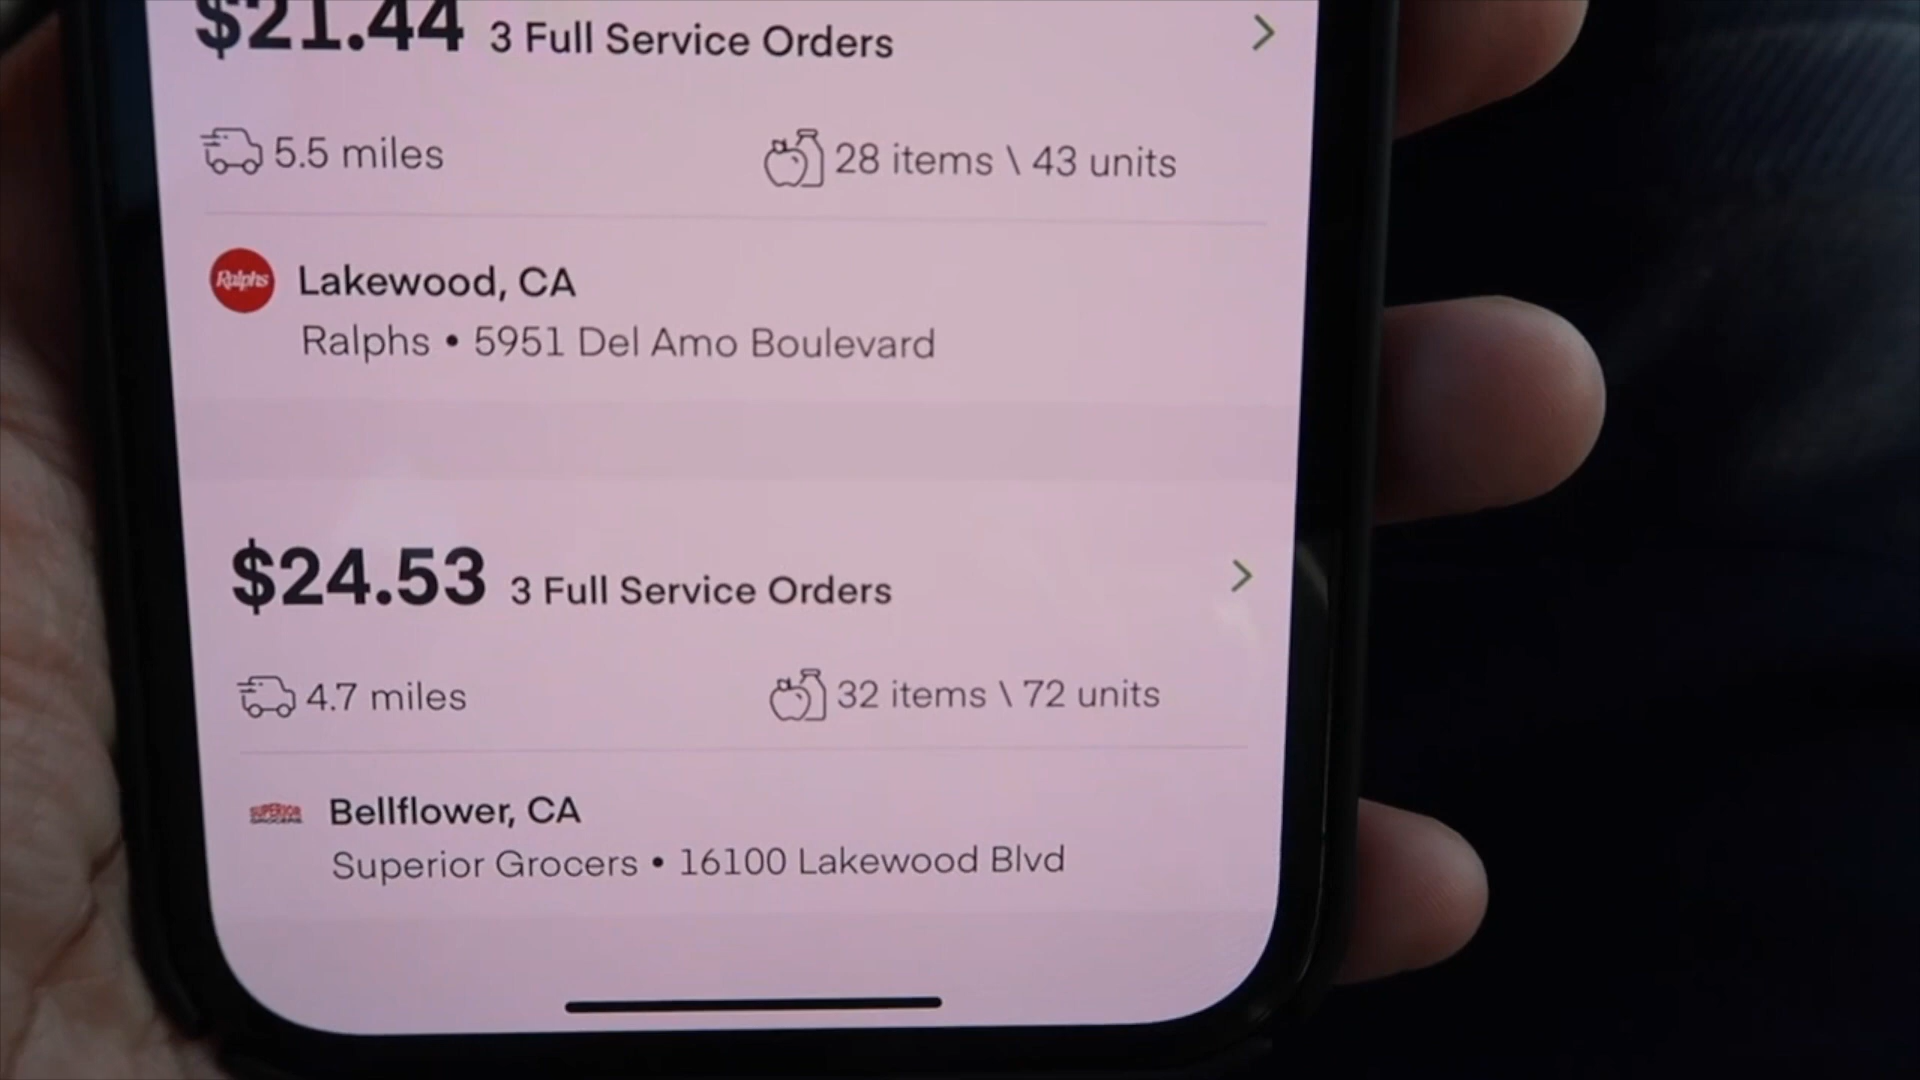 $21.44 3 Full Service Orders
5.5 miles
28 items \ 43 units
Ralphs
Lakewood, CA
Ralphs • 5951 Del Amo Boulevard
$24.53 3 Full Service Orders
4.7 miles
32 items \ 72 units
SUPERIOR
GROCERS
Bellflower, CA
Superior Grocers • 16100 Lakewood Blvd